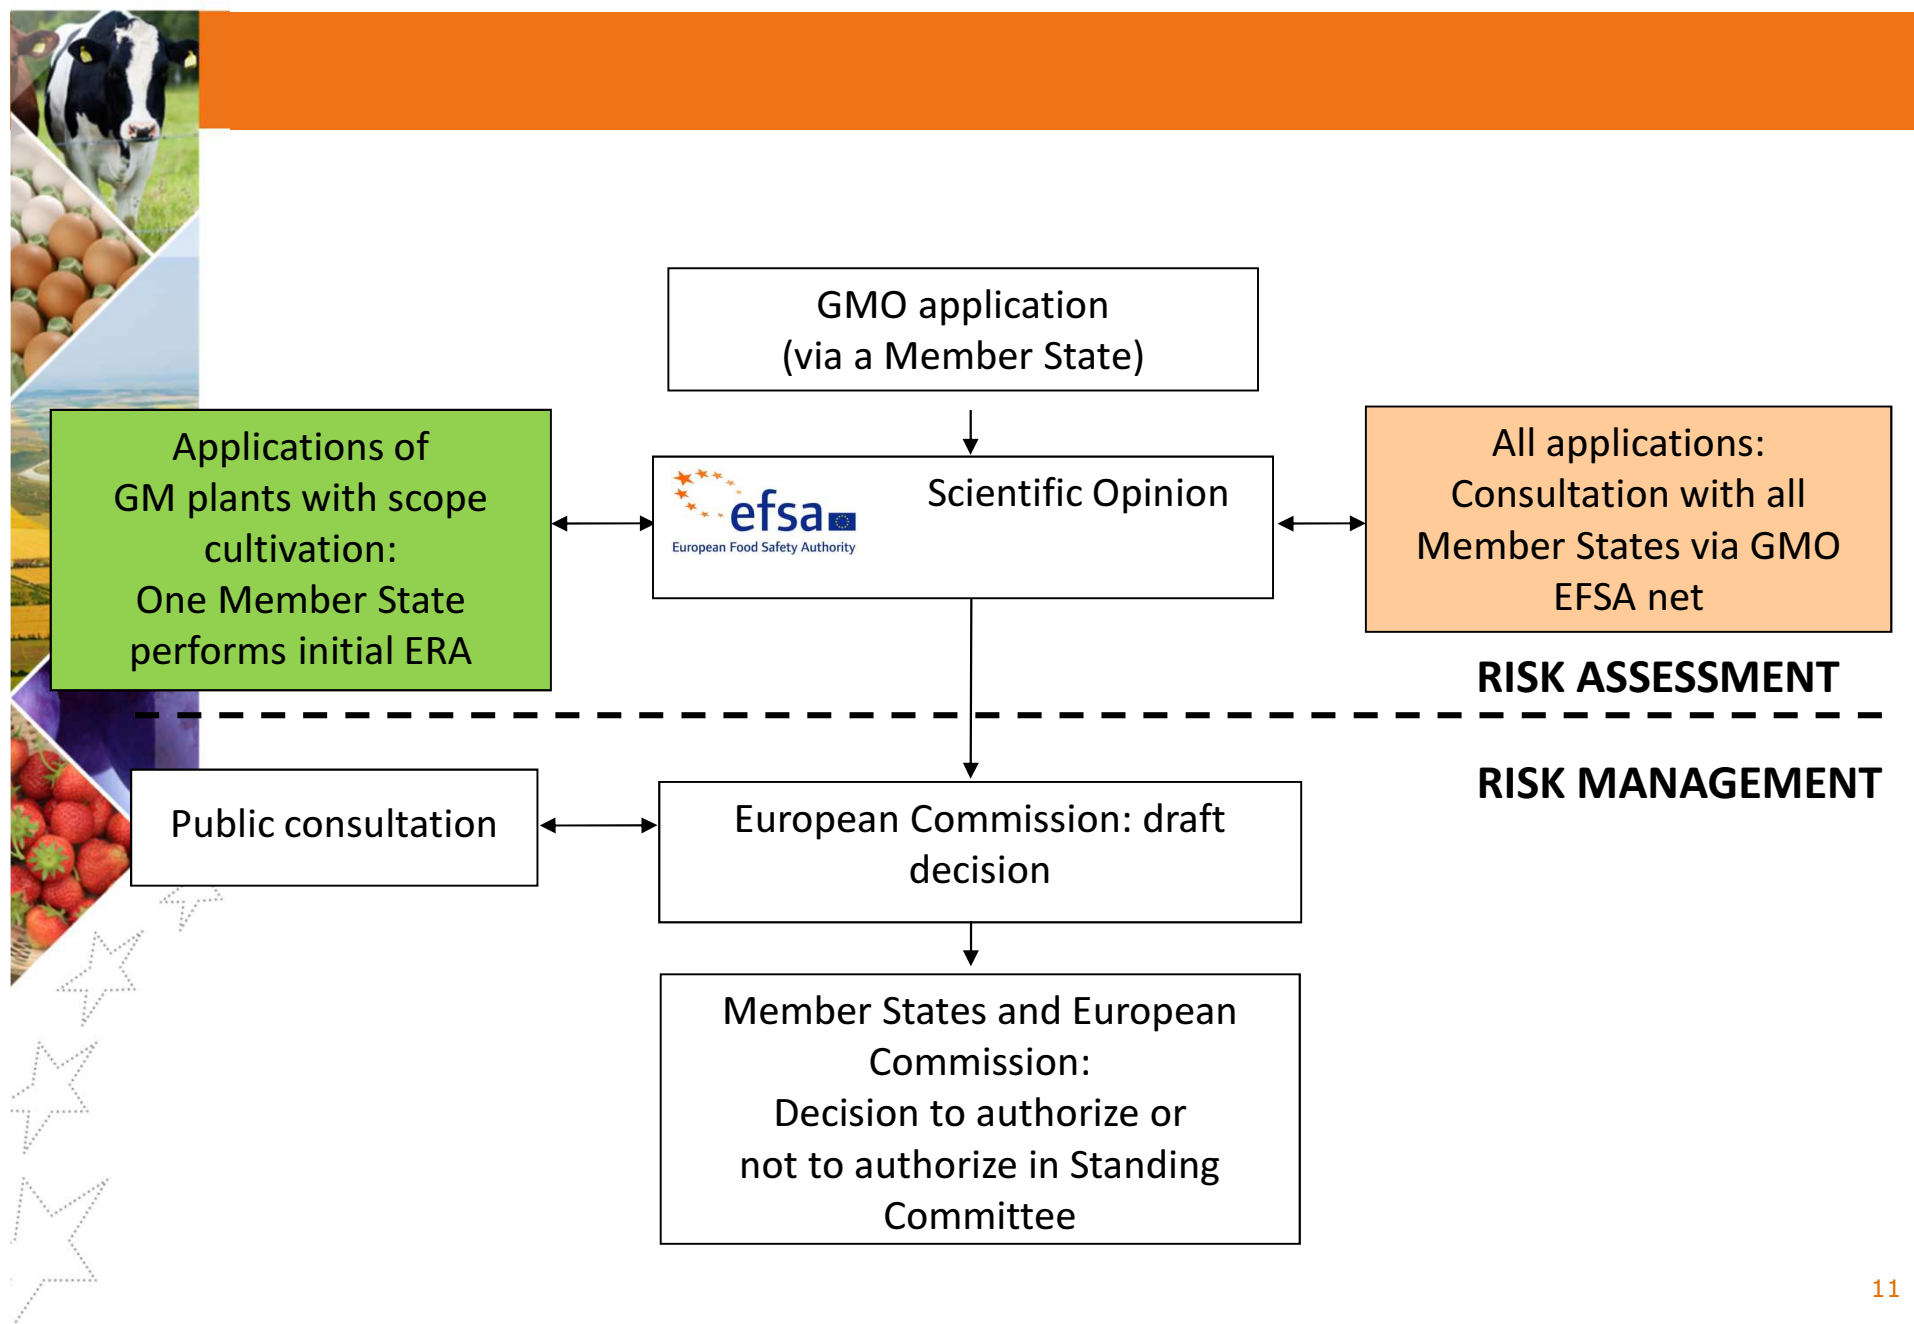 GMO application
(via a Member State)
Applications of
GM plants with scope
cultivation:
One Member State
performs initial ERA
efsa
European Food Safety Authority
Scientific Opinion
All applications:
Consultation with all
Member States via GMO
EFSA net
RISK ASSESSMENT
RISK MANAGEMENT
Public consultation
European Commission: draft
decision
Member States and European
Commission:
Decision to authorize or
not to authorize in Standing
Committee
11